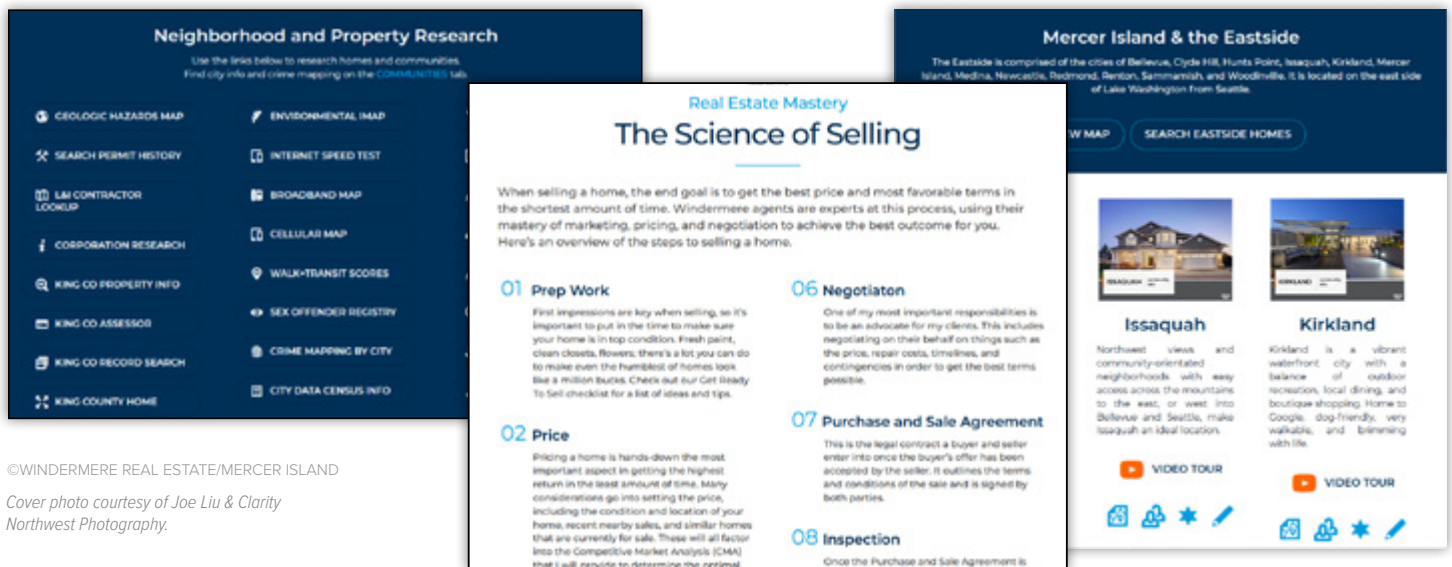 Neighborhood and Property Research
Use the links below to research homes and communities.
Find city info and crime mapping on the COMMUNITIES tab.
GEOLOGIC HAZARDS MAP
SEARCH PERMIT HISTORY
L&I CONTRACTOR
LOOKUP
CORPORATION RESEARCH
KING CO PROPERTY INFO
KING CO ASSESSOR
KING CO RECORD SEARCH
KING COUNTY HOME
ENVIRONMENTAL IMAP
INTERNET SPEED TEST
BROADBAND MAP
CELLULAR MAP
WALK+TRANSIT SCORES
SEX OFFENDER REGISTRY
CRIME MAPPING BY CITY
CITY DATA CENSUS INFO
©WINDERMERE REAL ESTATE/MERCER ISLAND
Cover photo courtesy of Joe Liu & Clarity
Northwest Photography.
Real Estate Mastery
The Science of Selling
When selling a home, the end goal is to get the best price and most favorable terms in
the shortest amount of time. Windermere agents are experts at this process, using their
mastery of marketing, pricing, and negotiation to achieve the best outcome for you.
Here's an overview of the steps to selling a home.
01 Prep Work
First impressions are key when selling, so it's
important to put in the time to make sure
your home is in top condition. Fresh paint,
clean closets, flowers; there's a lot you can do
to make even the humblest of homes look
like a million bucks. Check out our Get Ready
To Sell checklist for a list of ideas and tips.
02 Price
Pricing a home is hands-down the most
important aspect in getting the highest
return in the least amount of time. Many
considerations go into setting the price,
including the condition and location of your
home, recent nearby sales, and similar homes
that are currently for sale. These will all factor
into the Competitive Market Analysis (CMA)
that I will provide to determine the optimal
06 Negotiaton
One of my most important responsibilities is
to be an advocate for my clients. This includes
negotiating on their behalf on things such as
the price, repair costs, timelines, and
contingencies in order to get the best terms
possible.
07 Purchase and Sale Agreement
This is the legal contract a buyer and seller
enter into once the buyer's offer has been
accepted by the seller. It outlines the terms
and conditions of the sale and is signed by
both parties.
08 Inspection
Once the Purchase and Sale Agreement is
Mercer Island & the Eastside
The Eastside is comprised of the cities of Bellevue, Clyde Hill, Hunts Point, Issaquah, Kirkland, Mercer
Island, Medina, Newcastle, Redmond, Renton, Sammamish, and Woodinville. It is located on the east side
of Lake Washington from Seattle.
W MAP
SEARCH EASTSIDE HOMES
ISSAQUAH
Issaquah
Northwest views and
community-orientated
neighborhoods with easy
access across the mountains
to the east, or west into
Bellevue and Seattle, make
Issaquah an ideal location.
VIDEO TOUR
KIRKLAND
Kirkland
Kirkland is a vibrant
waterfront city with a
balance of outdoor
recreation, local dining, and
boutique shopping. Home to
Google, dog-friendly, very
walkable, and brimming
with life.
VIDEO TOUR